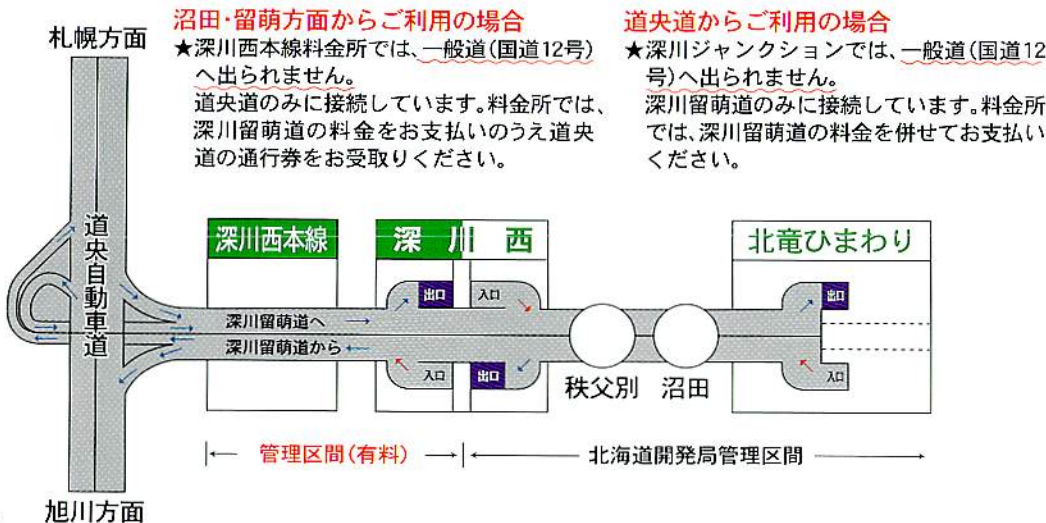 沼田・留萌方面からご利用の場合
★深川西本線料金所では、一般道(国道12号)
へ出られません。
道央道のみに接続しています。料金所では、
深川留萌道の料金をお支払いのうえ道央
道の通行券をお受取りください。
道央道からご利用の場合
★深川ジャンクションでは、一般道(国道12
号)へ出られません。
深川留萌道のみに接続しています。料金所
では、深川留萌道の料金を併せてお支払い
ください。
札幌方面
道央自動車道
旭川方面
深川西本線
深川西
北竜ひまわり
出口
入口
出口
深川留萌道へ
深川留萌道から
入口
出口
入口
秩父別
沼田
管理区間(有料)
北海道開発局管理区間